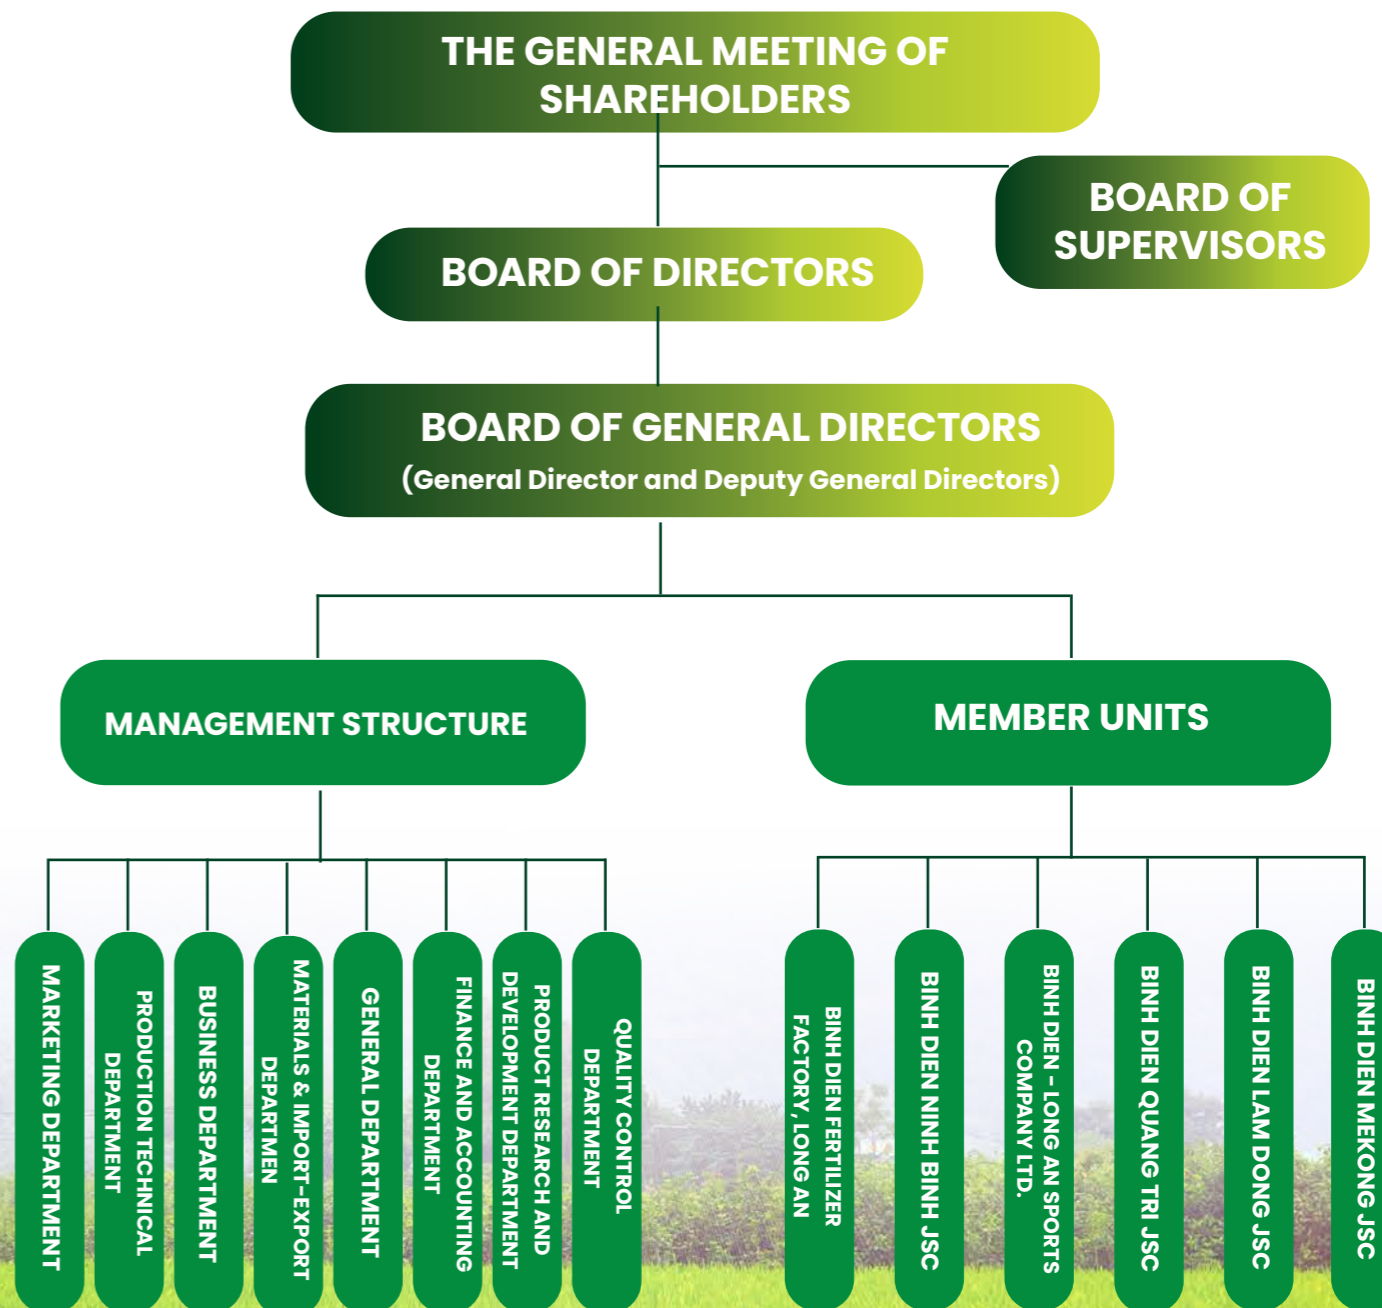 THE GENERAL MEETING OF
SHAREHOLDERS
BOARD OF
SUPERVISORS
BOARD OF DIRECTORS
BOARD OF GENERAL DIRECTORS
(General Director and Deputy General Directors)
MANAGEMENT STRUCTURE
MEMBER UNITS
MARKETING DEPARTMENT
PRODUCTION TECHNICAL
DEPARTMENT
BUSINESS DEPARTMENT
MATERIALS & IMPORT-EXPORT
DEPARTMEN
GENERAL DEPARTMENT
FINANCE AND ACCOUNTING
DEPARTMENT
PRODUCT RESEARCH AND
DEVELOPMENT DEPARTMENT
QUALITY CONTROL
DEPARTMENT
BINH DIEN FERTILIZER
FACTORY, LONG AN
BINH DIEN NINH BINH JSC
BINH DIEN - LONG AN SPORTS
COMPANY LTD.
BINH DIEN QUANG TRI JSC
BINH DIEN LAM DONG JSC
BINH DIEN MEKONG JSC